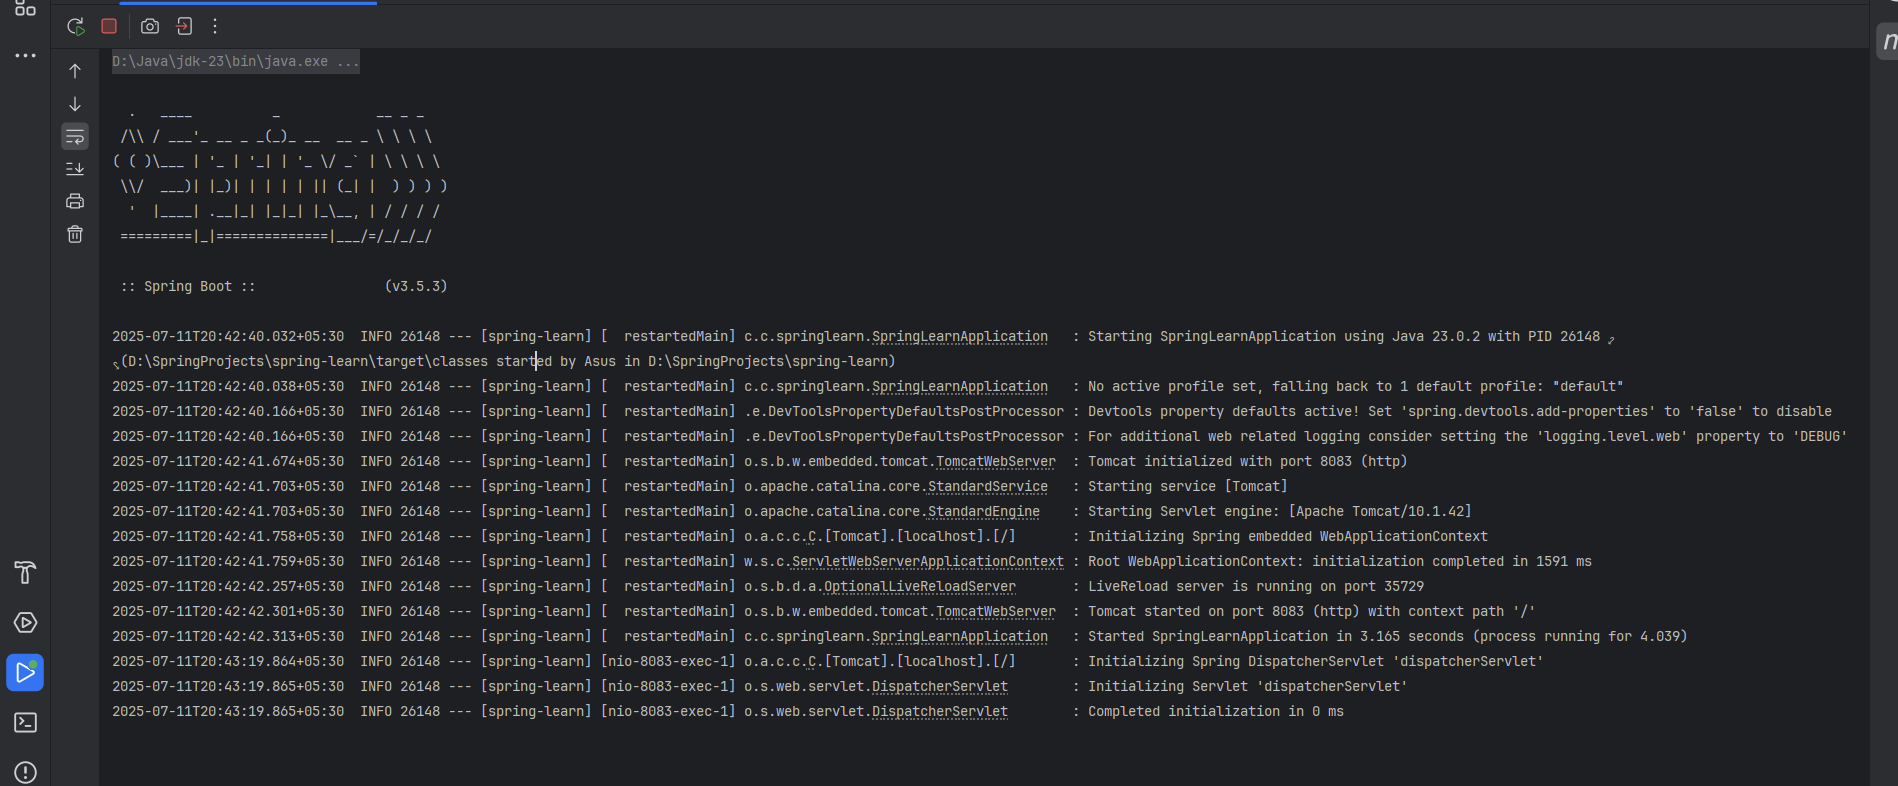 D:\Java\jdk-23\bin\java.exe ...
  .   ____          _            __ _ _
 /\\ / ___'_ __ _ _(_)_ __  __ _ \ \ \ \
( ( )\___ | '_ | '_| | '_ \/ _` | \ \ \ \
 \\/  ___)| |_)| | | | | || (_| |  ) ) ) )
  '  |____| .__|_| |_|_| |_\__, | / / / /
 =========|_|==============|___/=/_/_/_/
 :: Spring Boot ::                (v3.5.3)
2025-07-11T20:42:40.032+05:30  INFO 26148 --- [spring-learn] [  restartedMain] c.c.springlearn.SpringLearnApplication   : Starting SpringLearnApplication using Java 23.0.2 with PID 26148
(D:\SpringProjects\spring-learn\target\classes started by Asus in D:\SpringProjects\spring-learn)
2025-07-11T20:42:40.038+05:30  INFO 26148 --- [spring-learn] [  restartedMain] c.c.springlearn.SpringLearnApplication   : No active profile set, falling back to 1 default profile: "default"
2025-07-11T20:42:40.166+05:30  INFO 26148 --- [spring-learn] [  restartedMain] .e.DevToolsPropertyDefaultsPostProcessor : Devtools property defaults active! Set 'spring.devtools.add-properties' to 'false' to disable
2025-07-11T20:42:40.166+05:30  INFO 26148 --- [spring-learn] [  restartedMain] .e.DevToolsPropertyDefaultsPostProcessor : For additional web related logging consider setting the 'logging.level.web' property to 'DEBUG'
2025-07-11T20:42:41.674+05:30  INFO 26148 --- [spring-learn] [  restartedMain] o.s.b.w.embedded.tomcat.TomcatWebServer  : Tomcat initialized with port 8083 (http)
2025-07-11T20:42:41.703+05:30  INFO 26148 --- [spring-learn] [  restartedMain] o.apache.catalina.core.StandardService   : Starting service [Tomcat]
2025-07-11T20:42:41.703+05:30  INFO 26148 --- [spring-learn] [  restartedMain] o.apache.catalina.core.StandardEngine    : Starting Servlet engine: [Apache Tomcat/10.1.42]
2025-07-11T20:42:41.758+05:30  INFO 26148 --- [spring-learn] [  restartedMain] o.a.c.c.C.[Tomcat].[localhost].[/]       : Initializing Spring embedded WebApplicationContext
2025-07-11T20:42:41.759+05:30  INFO 26148 --- [spring-learn] [  restartedMain] w.s.c.ServletWebServerApplicationContext : Root WebApplicationContext: initialization completed in 1591 ms
2025-07-11T20:42:42.257+05:30  INFO 26148 --- [spring-learn] [  restartedMain] o.s.b.d.a.OptionalLiveReloadServer       : LiveReload server is running on port 35729
2025-07-11T20:42:42.301+05:30  INFO 26148 --- [spring-learn] [  restartedMain] o.s.b.w.embedded.tomcat.TomcatWebServer  : Tomcat started on port 8083 (http) with context path '/'
2025-07-11T20:42:42.313+05:30  INFO 26148 --- [spring-learn] [  restartedMain] c.c.springlearn.SpringLearnApplication   : Started SpringLearnApplication in 3.165 seconds (process running for 4.039)
2025-07-11T20:43:19.864+05:30  INFO 26148 --- [spring-learn] [nio-8083-exec-1] o.a.c.c.C.[Tomcat].[localhost].[/]       : Initializing Spring DispatcherServlet 'dispatcherServlet'
2025-07-11T20:43:19.865+05:30  INFO 26148 --- [spring-learn] [nio-8083-exec-1] o.s.web.servlet.DispatcherServlet        : Initializing Servlet 'dispatcherServlet'
2025-07-11T20:43:19.865+05:30  INFO 26148 --- [spring-learn] [nio-8083-exec-1] o.s.web.servlet.DispatcherServlet        : Completed initialization in 0 ms